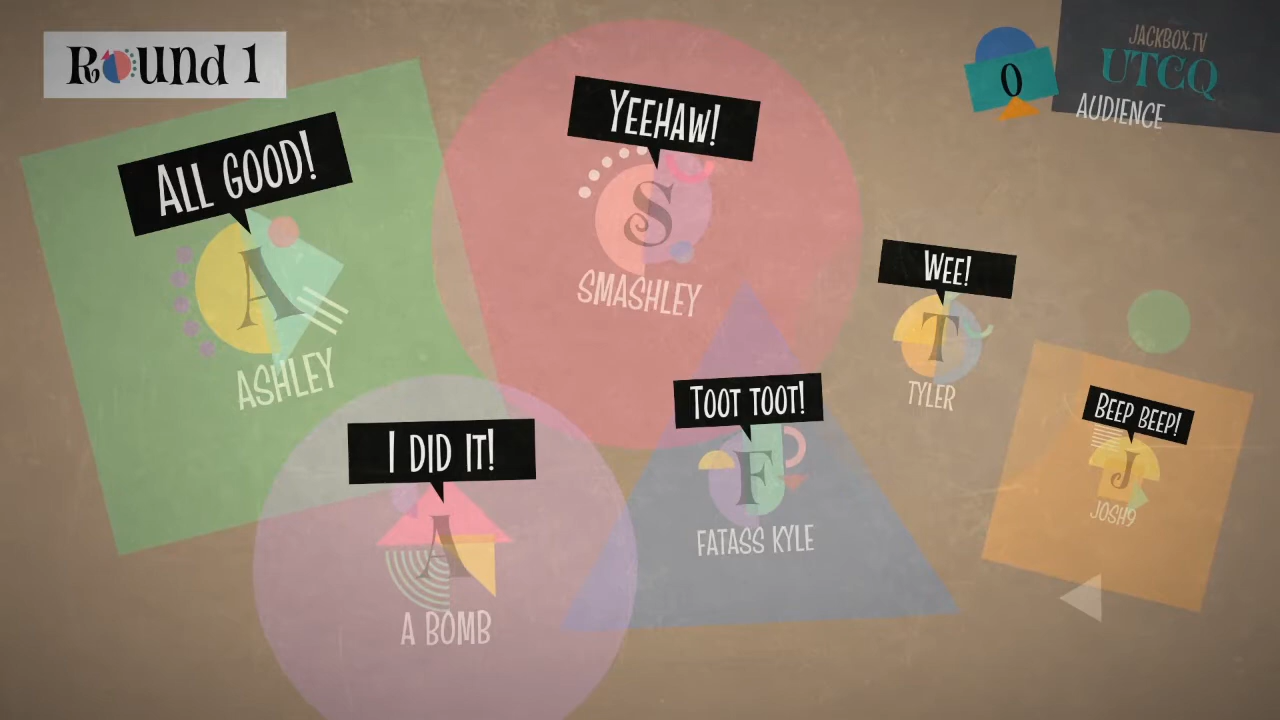 Round 1
JACKBOX.TV
UTCQ
0
AUDIENCE
ALL GOOD!
A
ASHLEY
YEEHAW!
S
SMASHLEY
WEE!
T
TYLER
I DID IT!
A
A BOMB
TOOT TOOT!
F
FATASS KYLE
BEEP BEEP!
J
JOSH9